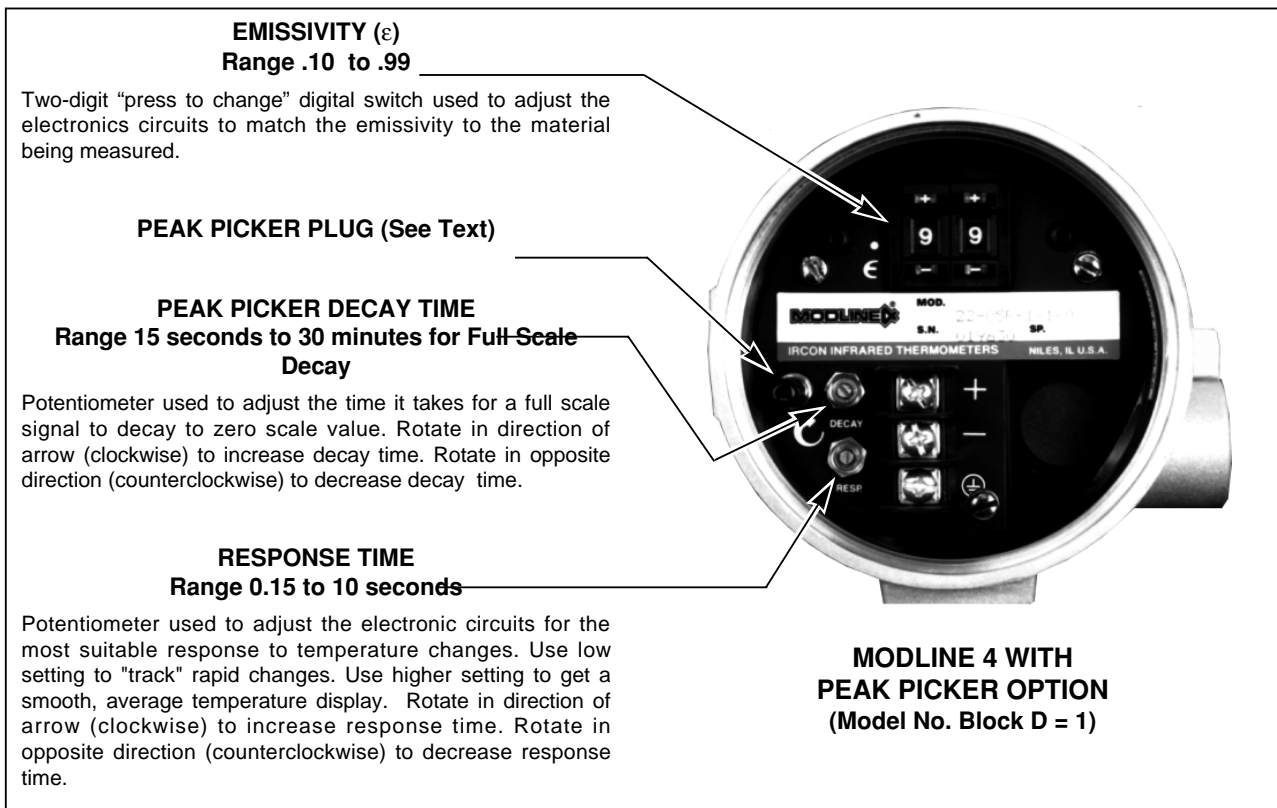 EMISSIVITY (ε)
Range .10 to .99
Two-digit “press to change” digital switch used to adjust the
electronics circuits to match the emissivity to the material
being measured.
PEAK PICKER PLUG (See Text)
PEAK PICKER DECAY TIME
Range 15 seconds to 30 minutes for Full Scale
Decay
Potentiometer used to adjust the time it takes for a full scale
signal to decay to zero scale value. Rotate in direction of
arrow (clockwise) to increase decay time. Rotate in opposite
direction (counterclockwise) to decrease decay time.
RESPONSE TIME
Range 0.15 to 10 seconds
Potentiometer used to adjust the electronic circuits for the
most suitable response to temperature changes. Use low
setting to "track" rapid changes. Use higher setting to get a
smooth, average temperature display. Rotate in direction of
arrow (clockwise) to increase response time. Rotate in
opposite direction (counterclockwise) to decrease response
time.
+ +
9 9
. ϵ
− −
MODLINE ®
MOD.
S.N. SP.
IRCON INFRARED THERMOMETERS NILES, IL U.S.A.
+
DECAY
−
RESP.
MODLINE 4 WITH
PEAK PICKER OPTION
(Model No. Block D = 1)